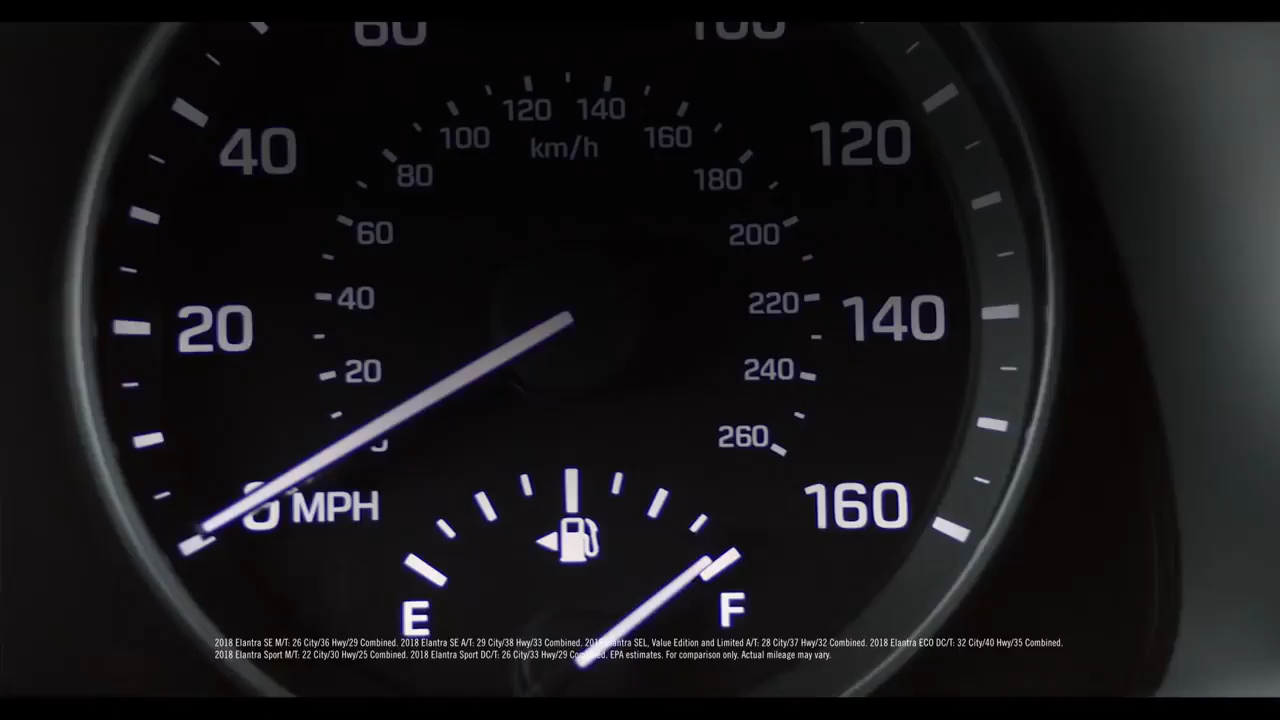 60 100
120 140
100 160
km/h
40 120
80 180
60 200
40 220
20 140
20 240
260
0 MPH 160
E F
2018 Elantra SE M/T: 26 City/36 Hwy/29 Combined. 2018 Elantra SE A/T: 29 City/38 Hwy/33 Combined. 2018 Elantra SEL, Value Edition and Limited A/T: 28 City/37 Hwy/32 Combined. 2018 Elantra ECO DC/T: 32 City/40 Hwy/35 Combined.
2018 Elantra Sport M/T: 22 City/30 Hwy/25 Combined. 2018 Elantra Sport DC/T: 26 City/33 Hwy/29 Combined. EPA estimates. For comparison only. Actual mileage may vary.